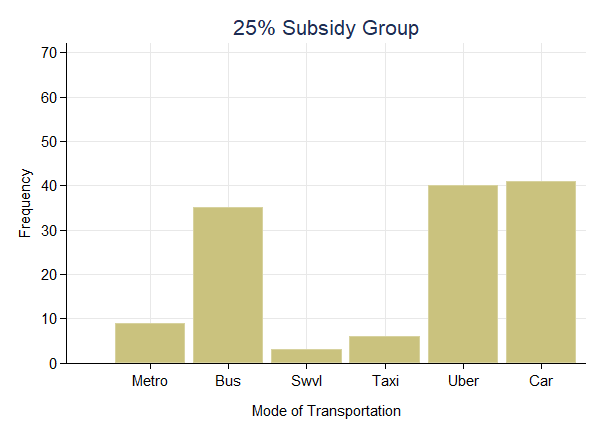 25% Subsidy Group
Frequency
70
60
50
40
30
20
10
0
Metro Bus Swvl Taxi Uber Car
Mode of Transportation